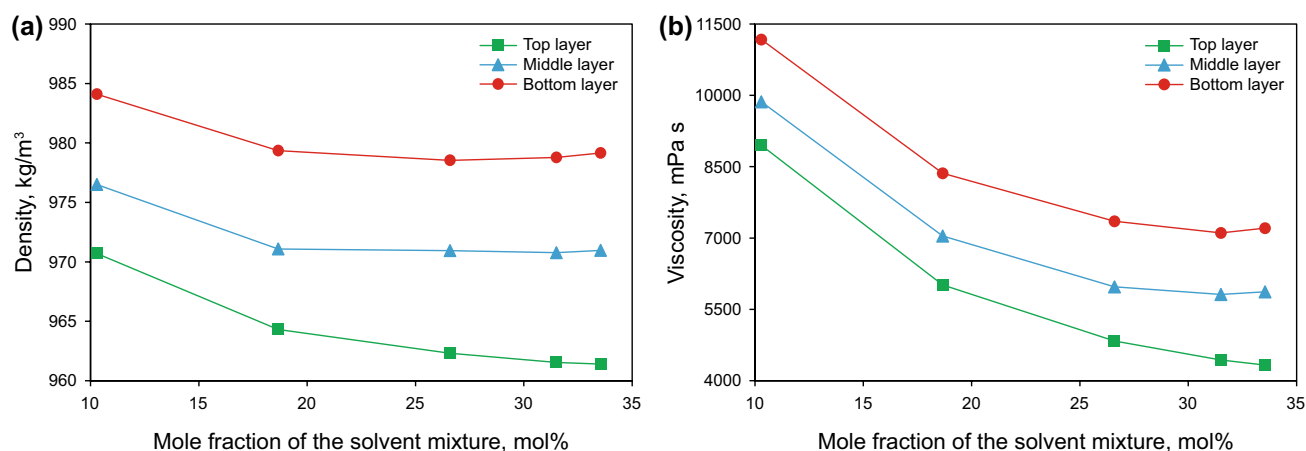 (a)
990
985
980
975
970
965
960
Density, kg/m³
10 15 20 25 30 35
Mole fraction of the solvent mixture, mol%
Top layer
Middle layer
Bottom layer
(b)
11500
10000
8500
7000
5500
4000
Viscosity, mPa s
10 15 20 25 30 35
Mole fraction of the solvent mixture, mol%
Top layer
Middle layer
Bottom layer